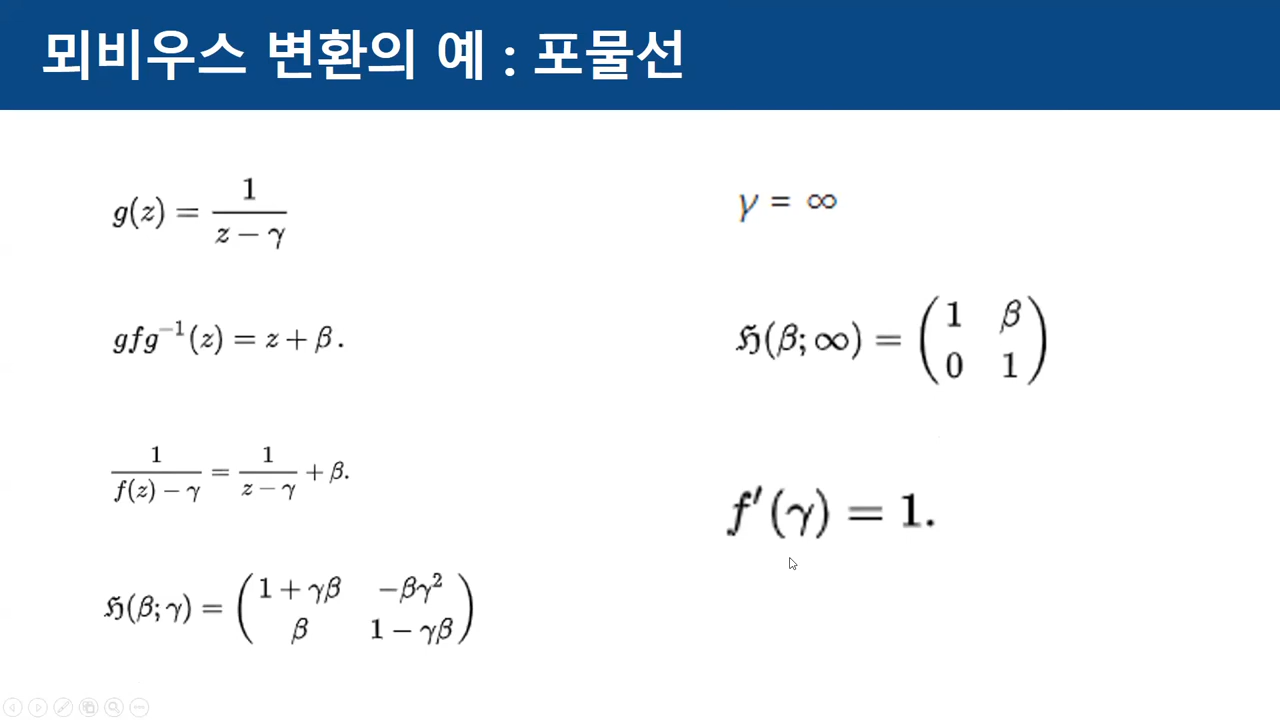 뫼비우스 변환의 예 : 포물선
g(z) = 1 / (z − γ)
gfg⁻¹(z) = z + β.
1 / (f(z) − γ) = 1 / (z − γ) + β.
ℌ(β; γ) = ( 1 + γβ −βγ² ; β 1 − γβ )
γ = ∞
ℌ(β; ∞) = ( 1 β ; 0 1 )
f′(γ) = 1.